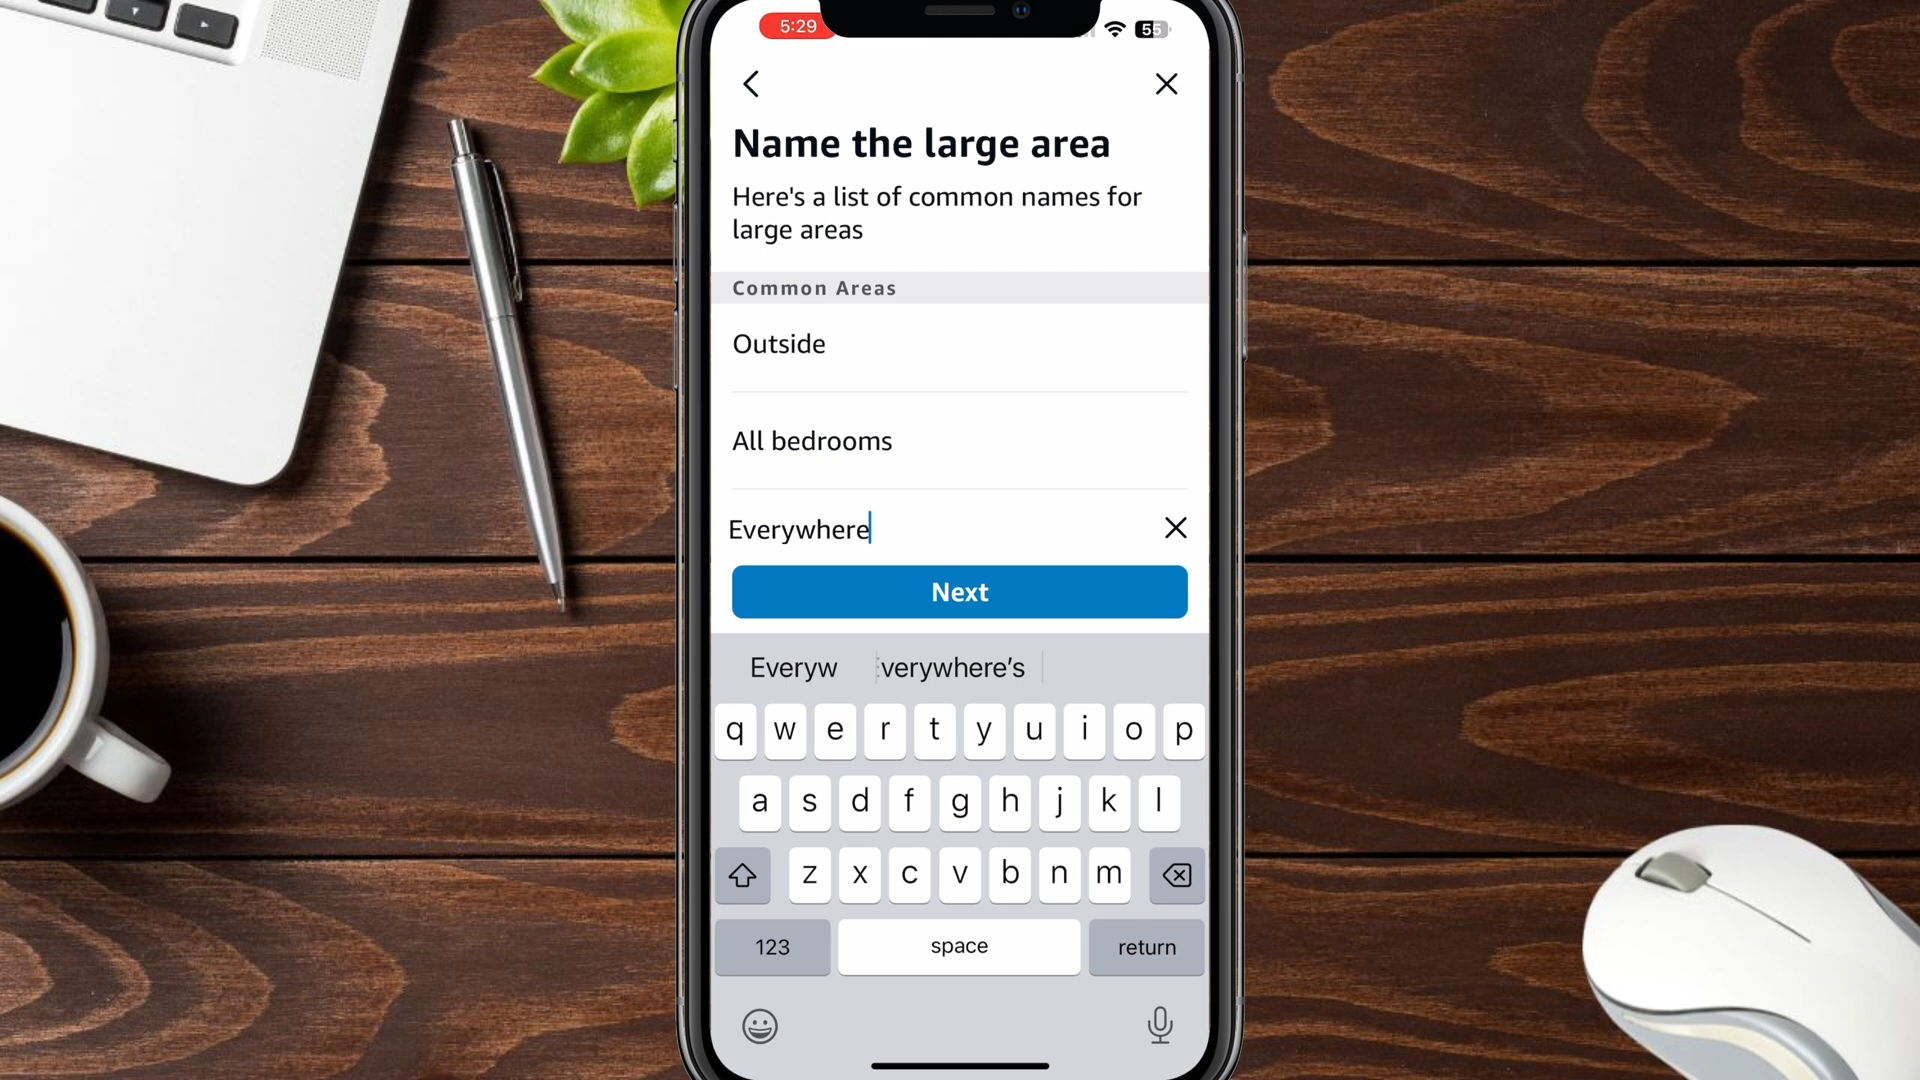 5:29
55
Name the large area
Here's a list of common names for
large areas
Common Areas
Outside
All bedrooms
Everywhere
Next
Everyw
verywhere's
q w e r t y u i o p
a s d f g h j k l
z x c v b n m
123 space return